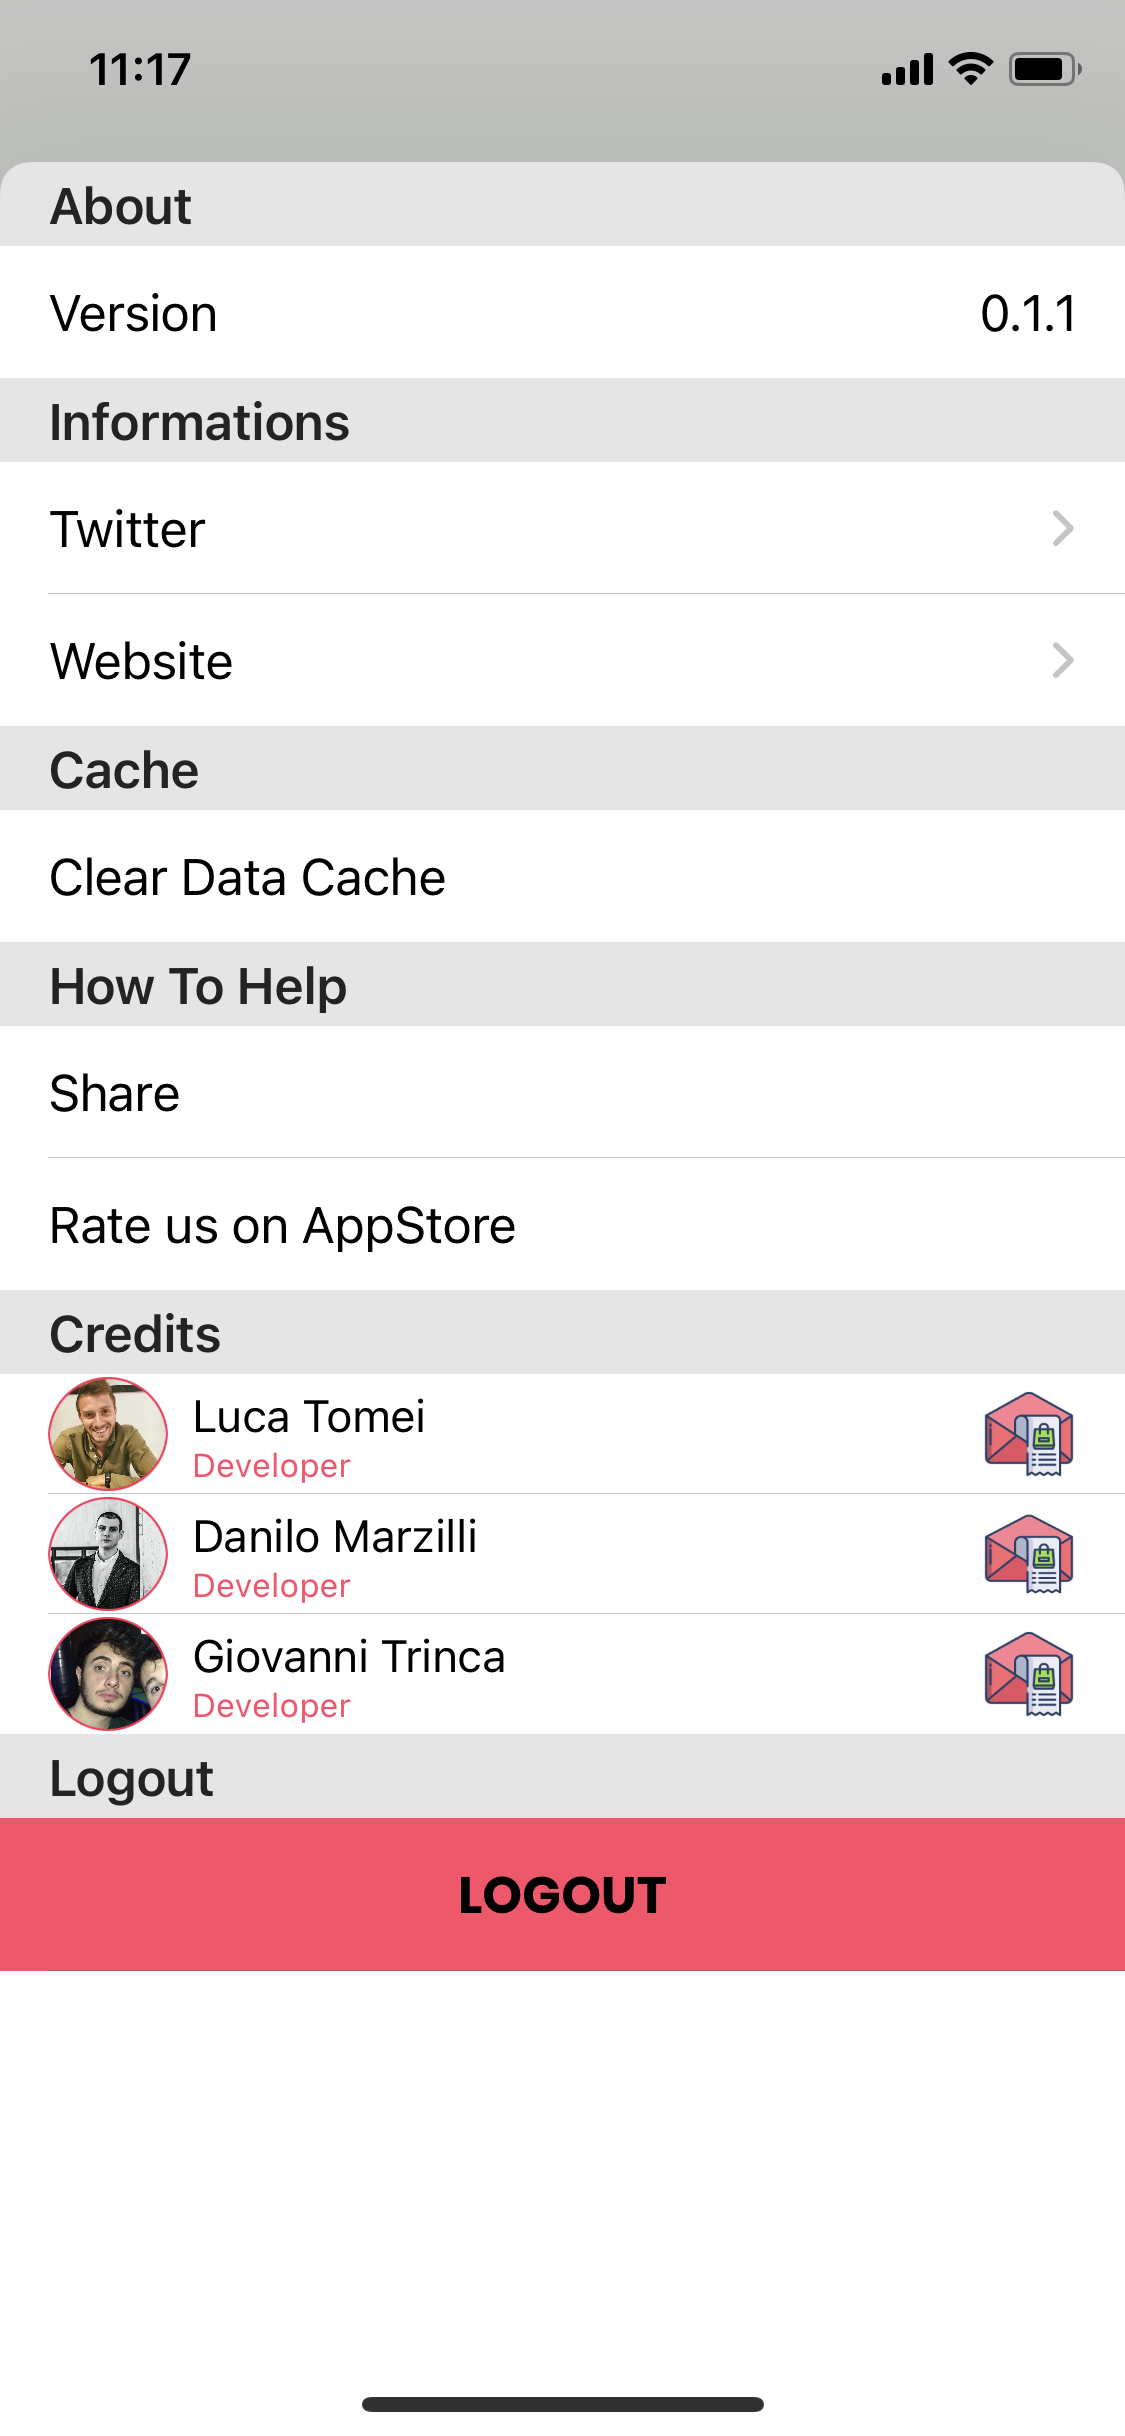 11:17
About
Version 0.1.1
Informations
Twitter
Website
Cache
Clear Data Cache
How To Help
Share
Rate us on AppStore
Credits
Luca Tomei
Developer
Danilo Marzilli
Developer
Giovanni Trinca
Developer
Logout
LOGOUT